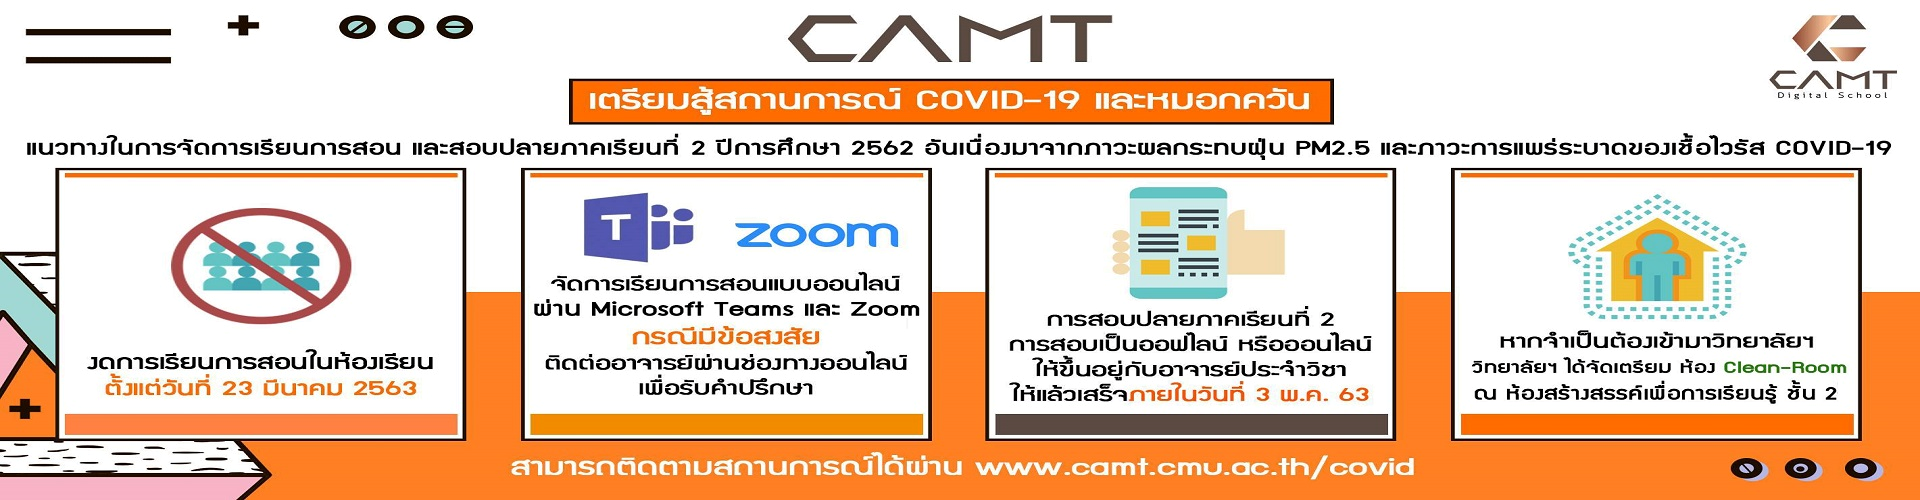 CAMT
CAMT
Digital School
เตรียมสู้สถานการณ์ COVID-19 และหมอกควัน
แนวทางในการจัดการเรียนการสอน และสอบปลายภาคเรียนที่ 2 ปีการศึกษา 2562 อันเนื่องมาจากภาวะผลกระทบฝุ่น PM2.5 และภาวะการแพร่ระบาดของเชื้อไวรัส COVID-19
งดการเรียนการสอนในห้องเรียน
ตั้งแต่วันที่ 23 มีนาคม 2563
T
zoom
จัดการเรียนการสอนแบบออนไลน์
ผ่าน Microsoft Teams และ Zoom
กรณีมีข้อสงสัย
ติดต่ออาจารย์ผ่านช่องทางออนไลน์
เพื่อรับคำปรึกษา
การสอบปลายภาคเรียนที่ 2
การสอบเป็นออฟไลน์ หรือออนไลน์
ให้ขึ้นอยู่กับอาจารย์ประจำวิชา
ให้แล้วเสร็จภายในวันที่ 3 พ.ค. 63
หากจำเป็นต้องเข้ามาวิทยาลัยฯ
วิทยาลัยฯ ได้จัดเตรียม ห้อง Clean-Room
ณ ห้องสร้างสรรค์เพื่อการเรียนรู้ ชั้น 2
สามารถติดตามสถานการณ์ได้ผ่าน www.camt.cmu.ac.th/covid